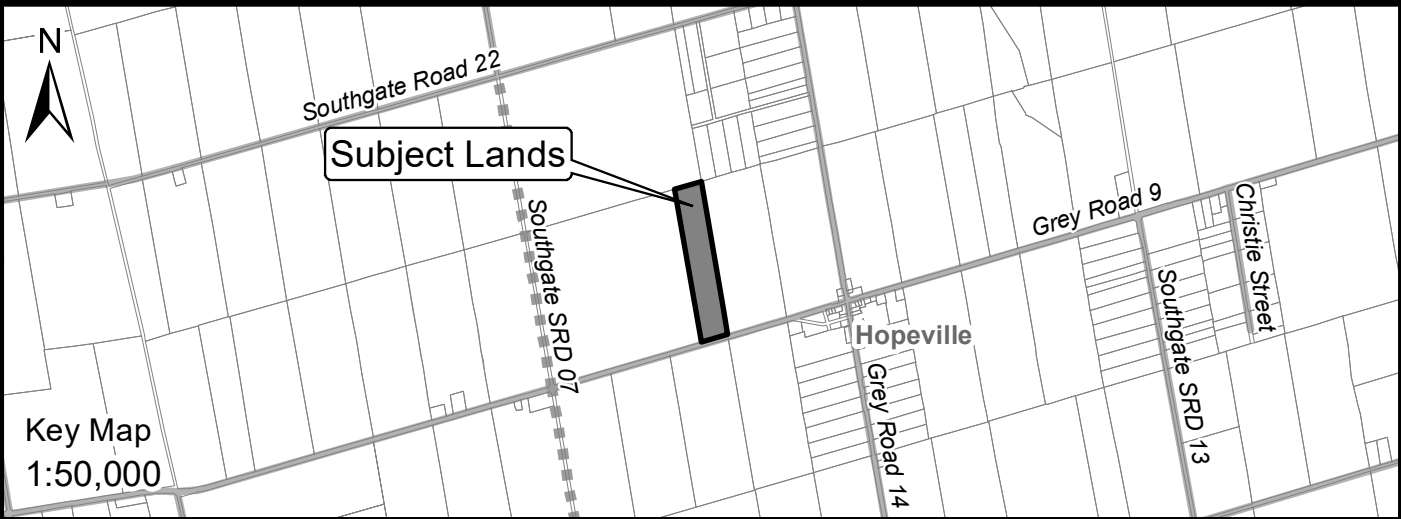 N
Southgate Road 22
Subject Lands
Southgate SRD 07
Grey Road 9
Christie Street
Southgate SRD 13
Hopeville
Grey Road 14
Key Map
1:50,000